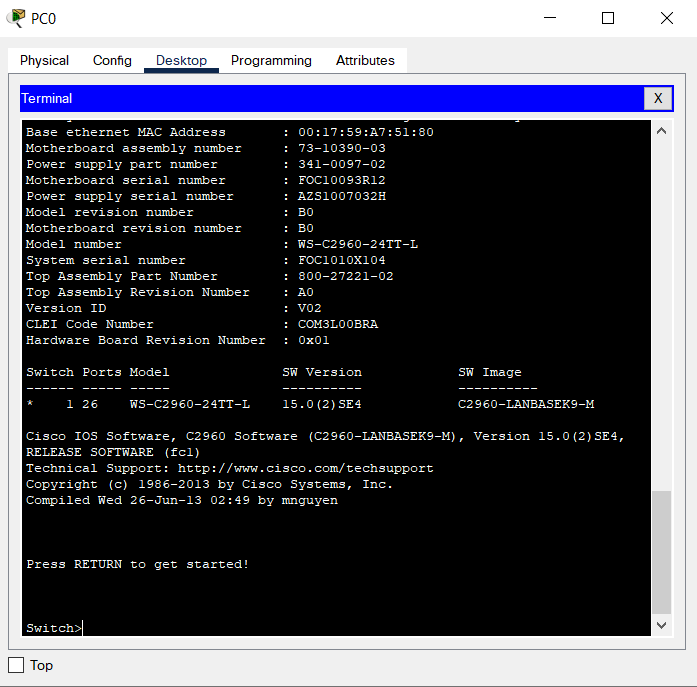 PC0
Physical Config Desktop Programming Attributes
Terminal X
Base ethernet MAC Address : 00:17:59:A7:51:80
Motherboard assembly number : 73-10390-03
Power supply part number : 341-0097-02
Motherboard serial number : FOC10093R12
Power supply serial number : AZS1007032H
Model revision number : B0
Motherboard revision number : B0
Model number : WS-C2960-24TT-L
System serial number : FOC1010X104
Top Assembly Part Number : 800-27221-02
Top Assembly Revision Number : A0
Version ID : V02
CLEI Code Number : COM3L00BRA
Hardware Board Revision Number : 0x01
Switch Ports Model SW Version SW Image
------ ----- ----- ---------- ----------
* 1 26 WS-C2960-24TT-L 15.0(2)SE4 C2960-LANBASEK9-M
Cisco IOS Software, C2960 Software (C2960-LANBASEK9-M), Version 15.0(2)SE4,
RELEASE SOFTWARE (fc1)
Technical Support: http://www.cisco.com/techsupport
Copyright (c) 1986-2013 by Cisco Systems, Inc.
Compiled Wed 26-Jun-13 02:49 by mnguyen
Press RETURN to get started!
Switch>
Top